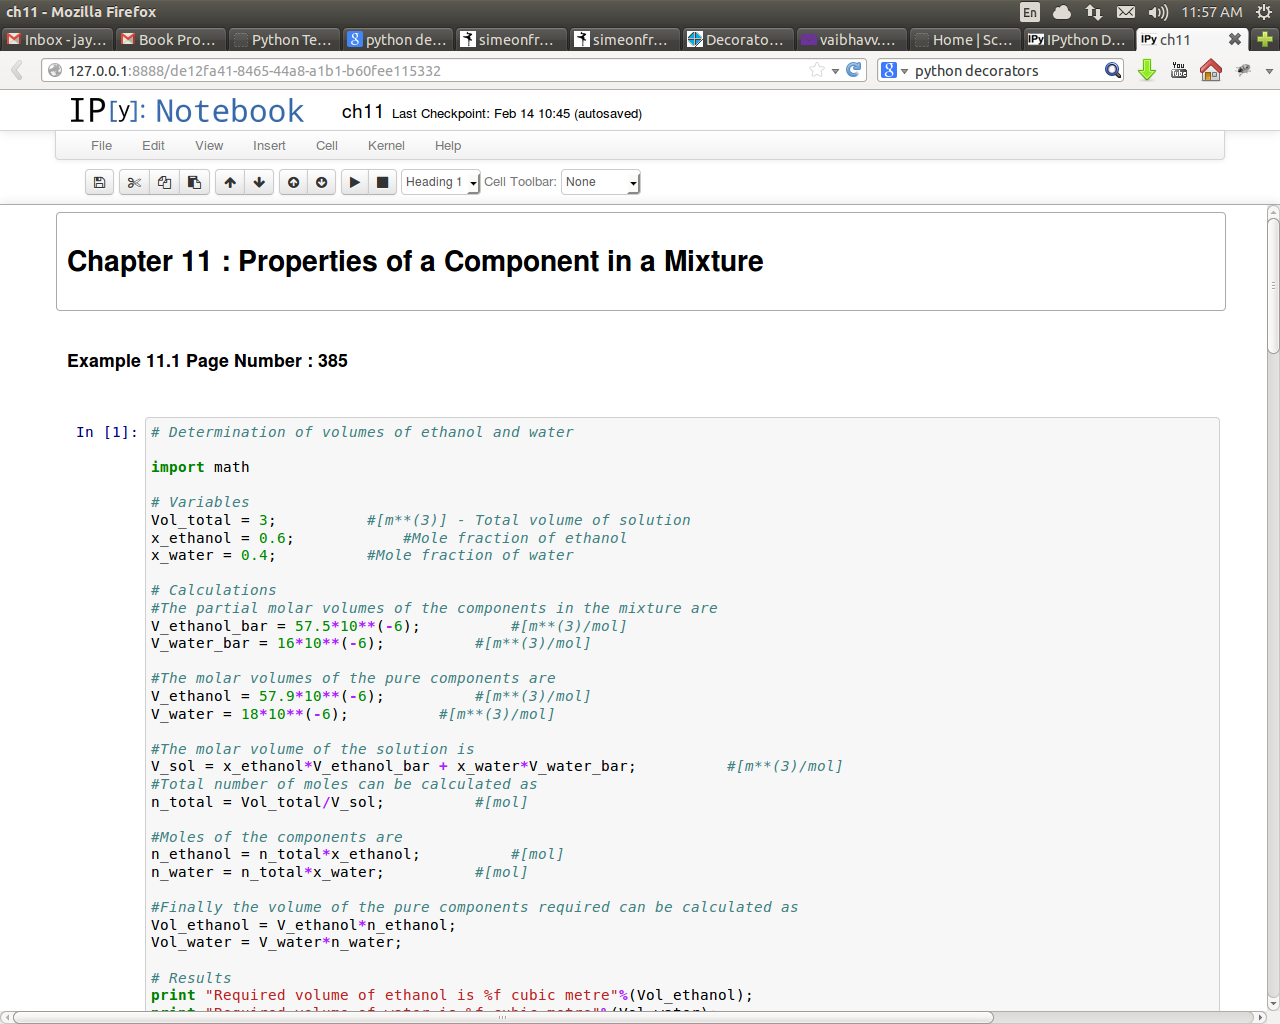 ch11 - Mozilla Firefox
En
11:57 AM
Inbox - jay...
Book Pro...
Python Te...
python de...
simeonfr...
simeonfr...
Decorato...
vaibhavv....
Home | Sc...
IPy IPython D...
IPy ch11
127.0.0.1:8888/de12fa41-8465-44a8-a1b1-b60fee115332
python decorators
IP[y]: Notebook
ch11 Last Checkpoint: Feb 14 10:45 (autosaved)
File Edit View Insert Cell Kernel Help
Heading 1 Cell Toolbar: None
Chapter 11 : Properties of a Component in a Mixture
Example 11.1 Page Number : 385
In [1]: # Determination of volumes of ethanol and water
import math
# Variables
Vol_total = 3; #[m**(3)] - Total volume of solution
x_ethanol = 0.6; #Mole fraction of ethanol
x_water = 0.4; #Mole fraction of water
# Calculations
#The partial molar volumes of the components in the mixture are
V_ethanol_bar = 57.5*10**(-6); #[m**(3)/mol]
V_water_bar = 16*10**(-6); #[m**(3)/mol]
#The molar volumes of the pure components are
V_ethanol = 57.9*10**(-6); #[m**(3)/mol]
V_water = 18*10**(-6); #[m**(3)/mol]
#The molar volume of the solution is
V_sol = x_ethanol*V_ethanol_bar + x_water*V_water_bar; #[m**(3)/mol]
#Total number of moles can be calculated as
n_total = Vol_total/V_sol; #[mol]
#Moles of the components are
n_ethanol = n_total*x_ethanol; #[mol]
n_water = n_total*x_water; #[mol]
#Finally the volume of the pure components required can be calculated as
Vol_ethanol = V_ethanol*n_ethanol;
Vol_water = V_water*n_water;
# Results
print "Required volume of ethanol is %f cubic metre"%(Vol_ethanol);
print "Required volume of water is %f cubic metre"%(Vol_water);